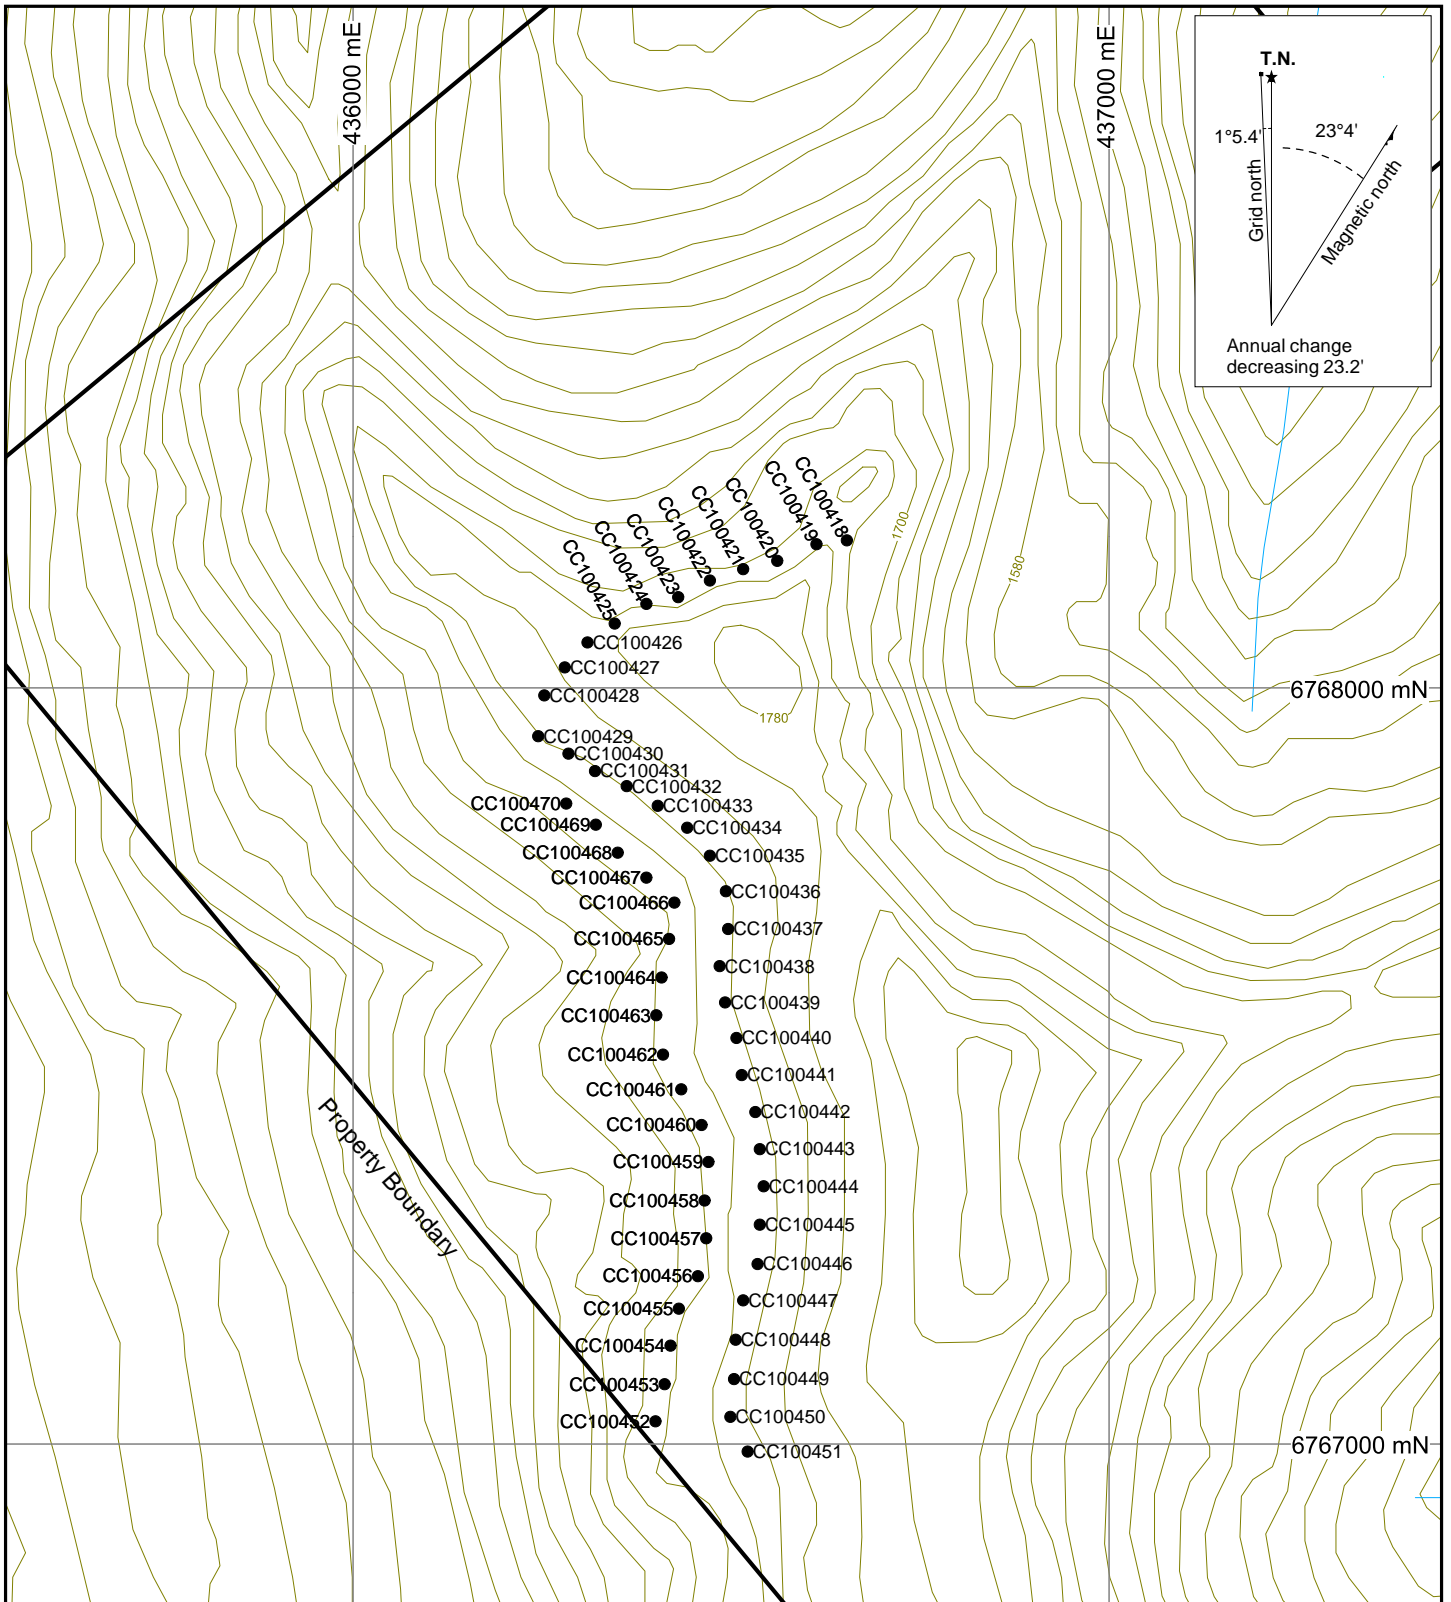 436000 mE
437000 mE
T.N.
1°5.4'
23°4'
Grid north
Magnetic north
Annual change
decreasing 23.2'
CC100418
CC100419
CC100420
CC100421
CC100422
CC100423
CC100424
CC100425
1700
1580
CC100426
CC100427
6768000 mN
CC100428
1780
CC100429
CC100430
CC100431
CC100432
CC100470
CC100433
CC100469
CC100434
CC100468
CC100435
CC100467
CC100436
CC100466
CC100437
CC100465
CC100438
CC100464
CC100439
CC100463
CC100440
CC100462
CC100441
CC100461
CC100442
CC100460
CC100443
CC100459
CC100444
CC100458
CC100445
CC100457
CC100446
CC100456
CC100447
CC100455
CC100448
CC100454
CC100449
CC100453
CC100450
CC100452
CC100451
Property Boundary
6767000 mN